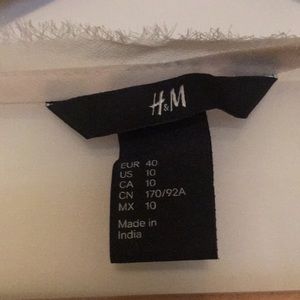 H&M
EUR 40
US 10
CA 10
CN 170/92A
MX 10
Made in
India